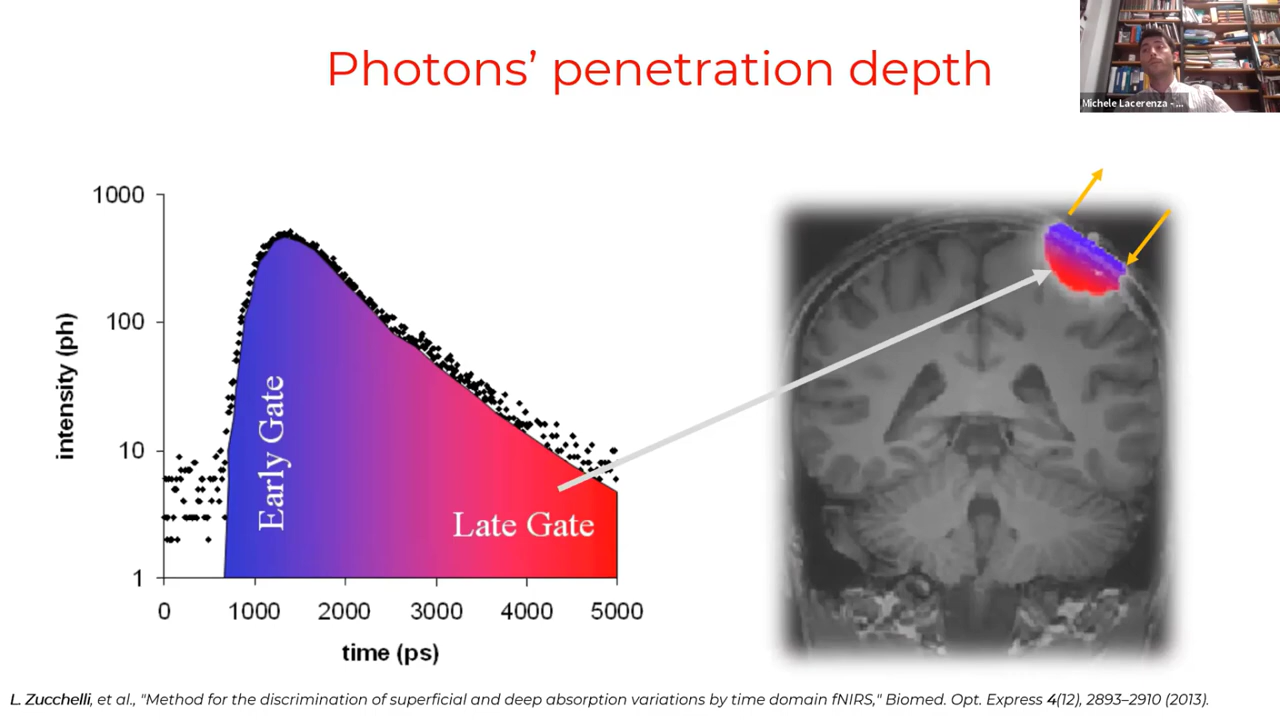 Photons’ penetration depth
Michele Lacerenza - ...
1000
100
10
1
intensity (ph)
Early Gate
Late Gate
0 1000 2000 3000 4000 5000
time (ps)
L. Zucchelli, et al., "Method for the discrimination of superficial and deep absorption variations by time domain fNIRS," Biomed. Opt. Express 4(12), 2893–2910 (2013).